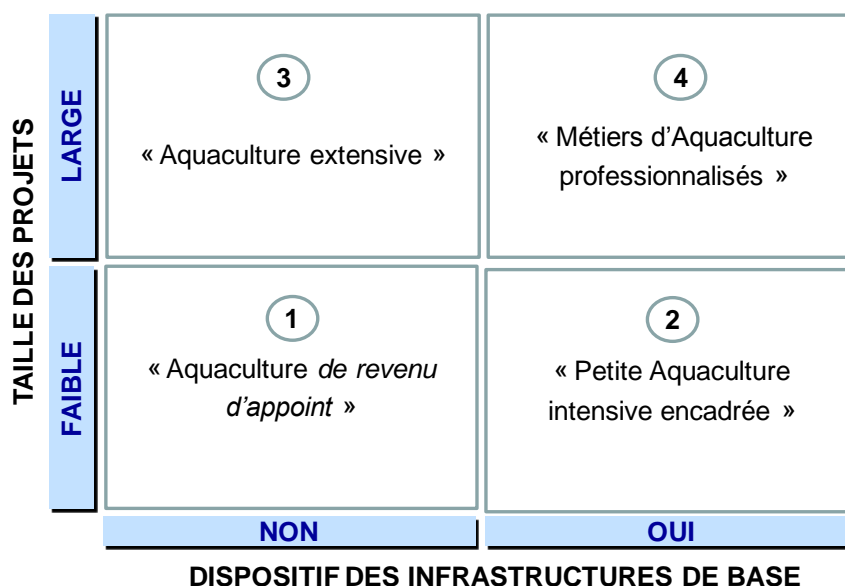 TAILLE DES PROJETS
LARGE
3
« Aquaculture extensive »
4
« Métiers d'Aquaculture
professionnalisés »
FAIBLE
1
« Aquaculture de revenu
d'appoint »
2
« Petite Aquaculture
intensive encadrée »
NON
OUI
DISPOSITIF DES INFRASTRUCTURES DE BASE